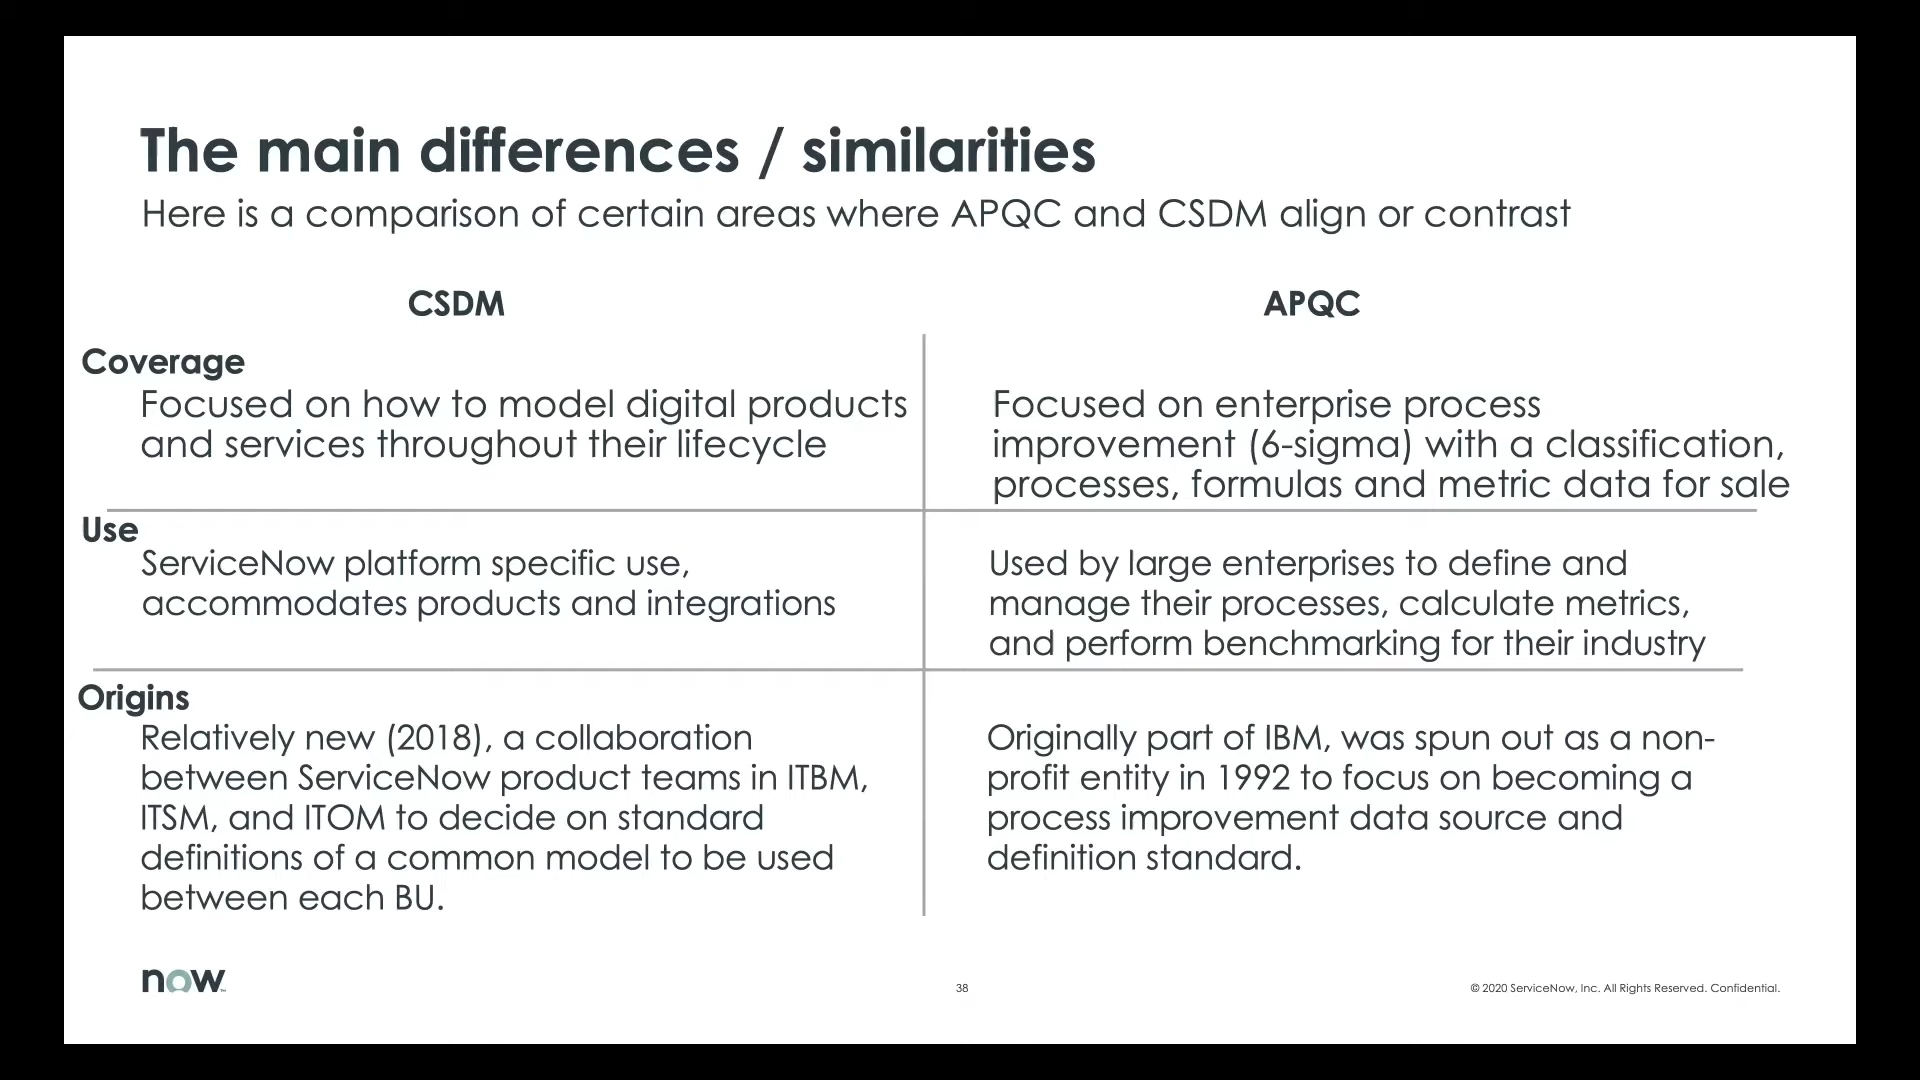 The main differences / similarities
Here is a comparison of certain areas where APQC and CSDM align or contrast
CSDM
APQC
Coverage
Focused on how to model digital products
and services throughout their lifecycle
Focused on enterprise process
improvement (6-sigma) with a classification,
processes, formulas and metric data for sale
Use
ServiceNow platform specific use,
accommodates products and integrations
Used by large enterprises to define and
manage their processes, calculate metrics,
and perform benchmarking for their industry
Origins
Relatively new (2018), a collaboration
between ServiceNow product teams in ITBM,
ITSM, and ITOM to decide on standard
definitions of a common model to be used
between each BU.
Originally part of IBM, was spun out as a non-
profit entity in 1992 to focus on becoming a
process improvement data source and
definition standard.
now
38
© 2020 ServiceNow, Inc. All Rights Reserved. Confidential.